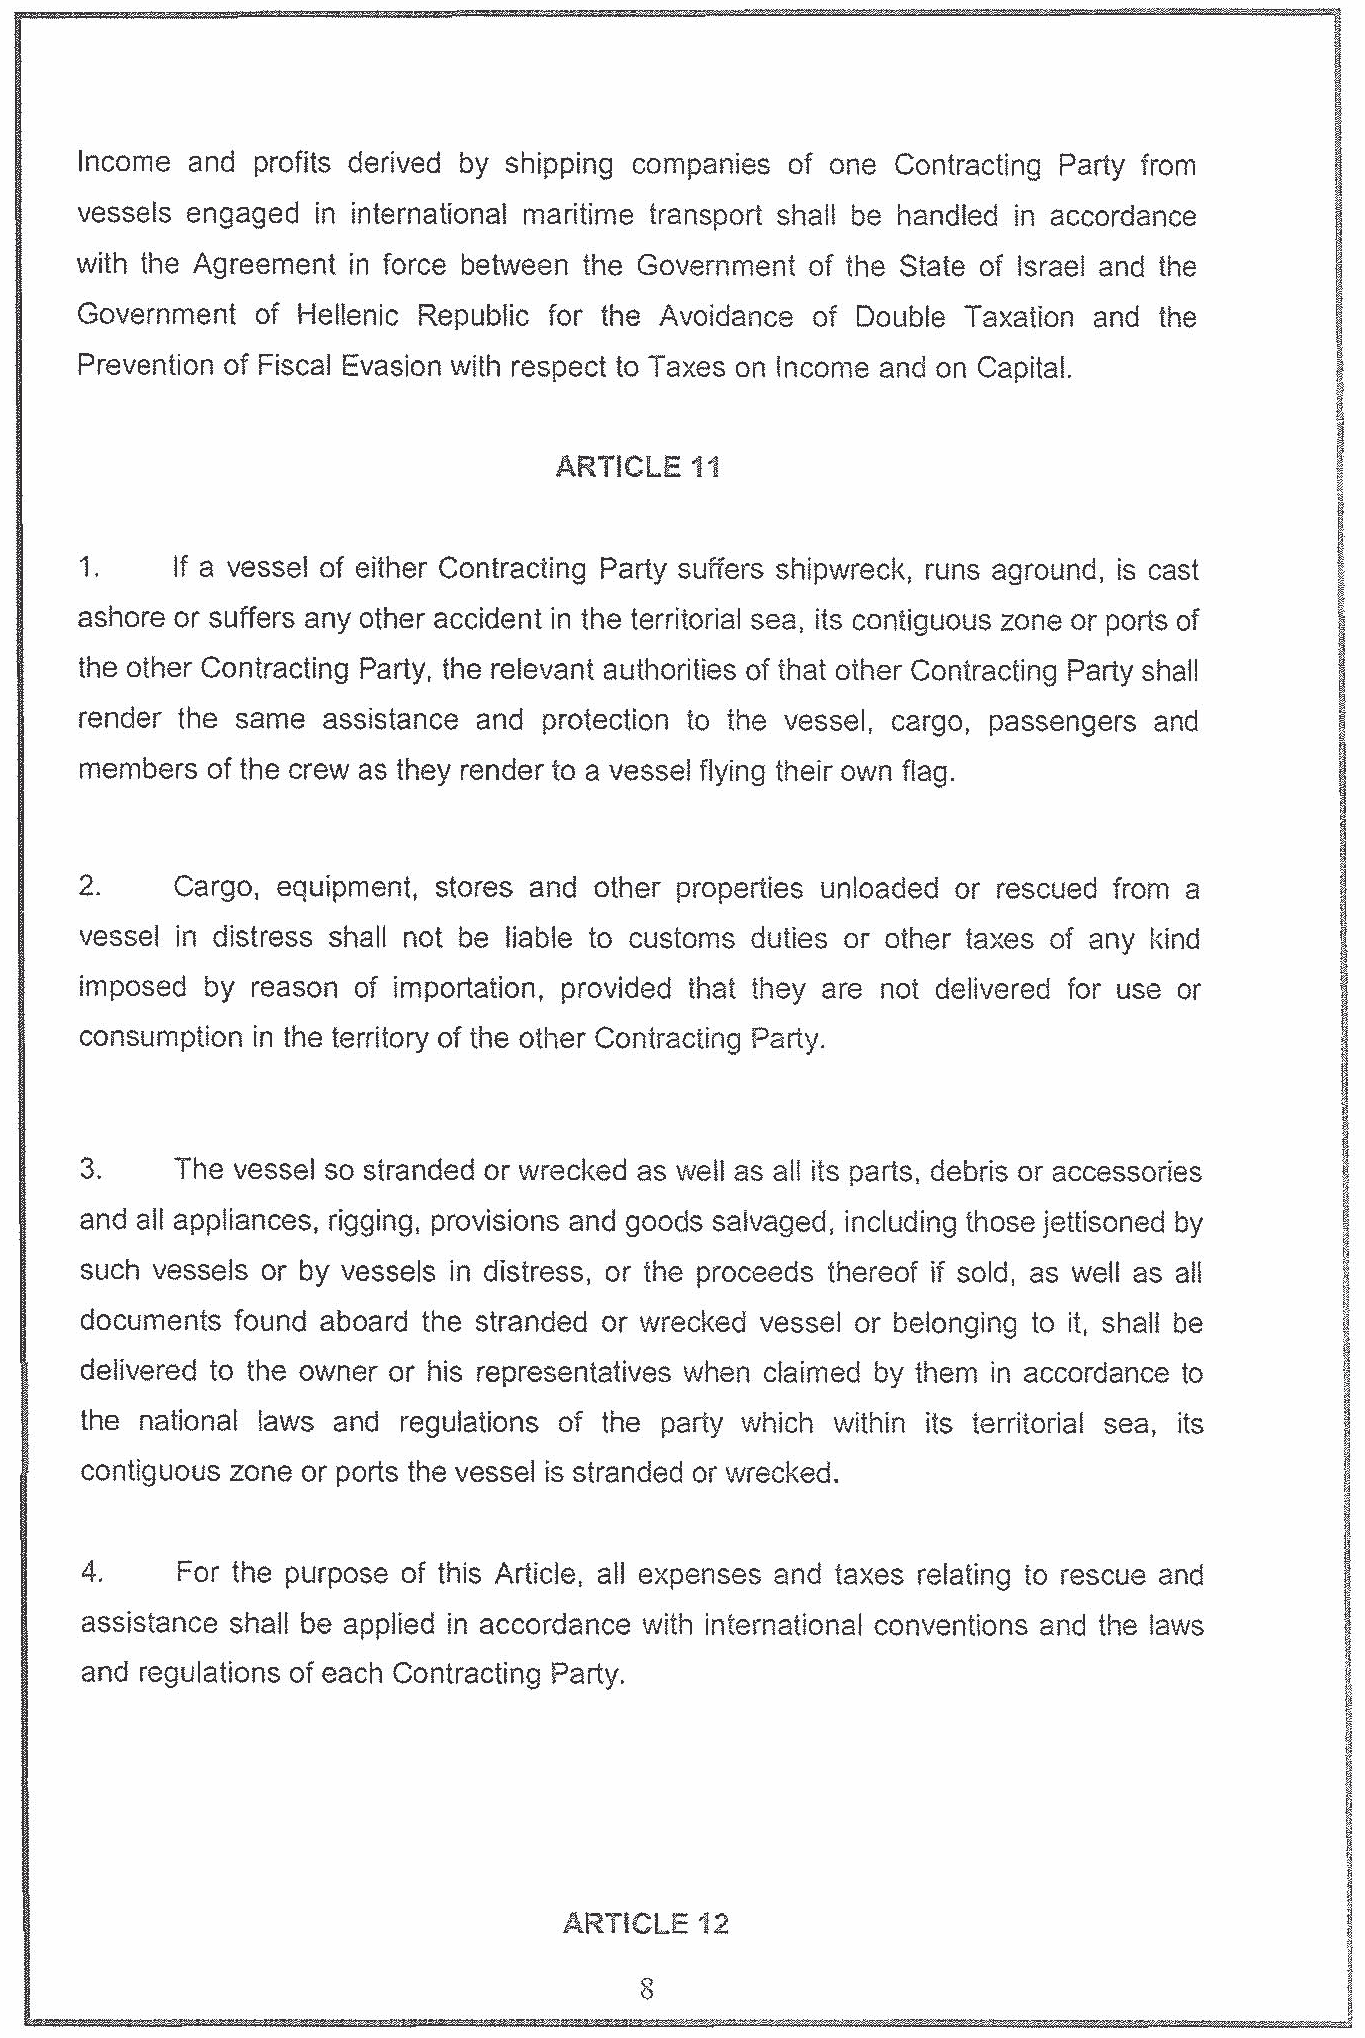 Income and profits derived by shipping companies of one Contracting Party from
vessels engaged in international maritime transport shall be handled in accordance
with the Agreement in force between the Government of the State of Israel and the
Government of Hellenic Republic for the Avoidance of Double Taxation and the
Prevention of Fiscal Evasion with respect to Taxes on Income and on Capital.
ARTICLE 11
1. If a vessel of either Contracting Party suffers shipwreck, runs aground, is cast
ashore or suffers any other accident in the territorial sea, its contiguous zone or ports of
the other Contracting Party, the relevant authorities of that other Contracting Party shall
render the same assistance and protection to the vessel, cargo, passengers and
members of the crew as they render to a vessel flying their own flag.
2. Cargo, equipment, stores and other properties unloaded or rescued from a
vessel in distress shall not be liable to customs duties or other taxes of any kind
imposed by reason of importation, provided that they are not delivered for use or
consumption in the territory of the other Contracting Party.
3. The vessel so stranded or wrecked as well as all its parts, debris or accessories
and all appliances, rigging, provisions and goods salvaged, including those jettisoned by
such vessels or by vessels in distress, or the proceeds thereof if sold, as well as all
documents found aboard the stranded or wrecked vessel or belonging to it, shall be
delivered to the owner or his representatives when claimed by them in accordance to
the national laws and regulations of the party which within its territorial sea, its
contiguous zone or ports the vessel is stranded or wrecked.
4. For the purpose of this Article, all expenses and taxes relating to rescue and
assistance shall be applied in accordance with international conventions and the laws
and regulations of each Contracting Party.
ARTICLE 12
8